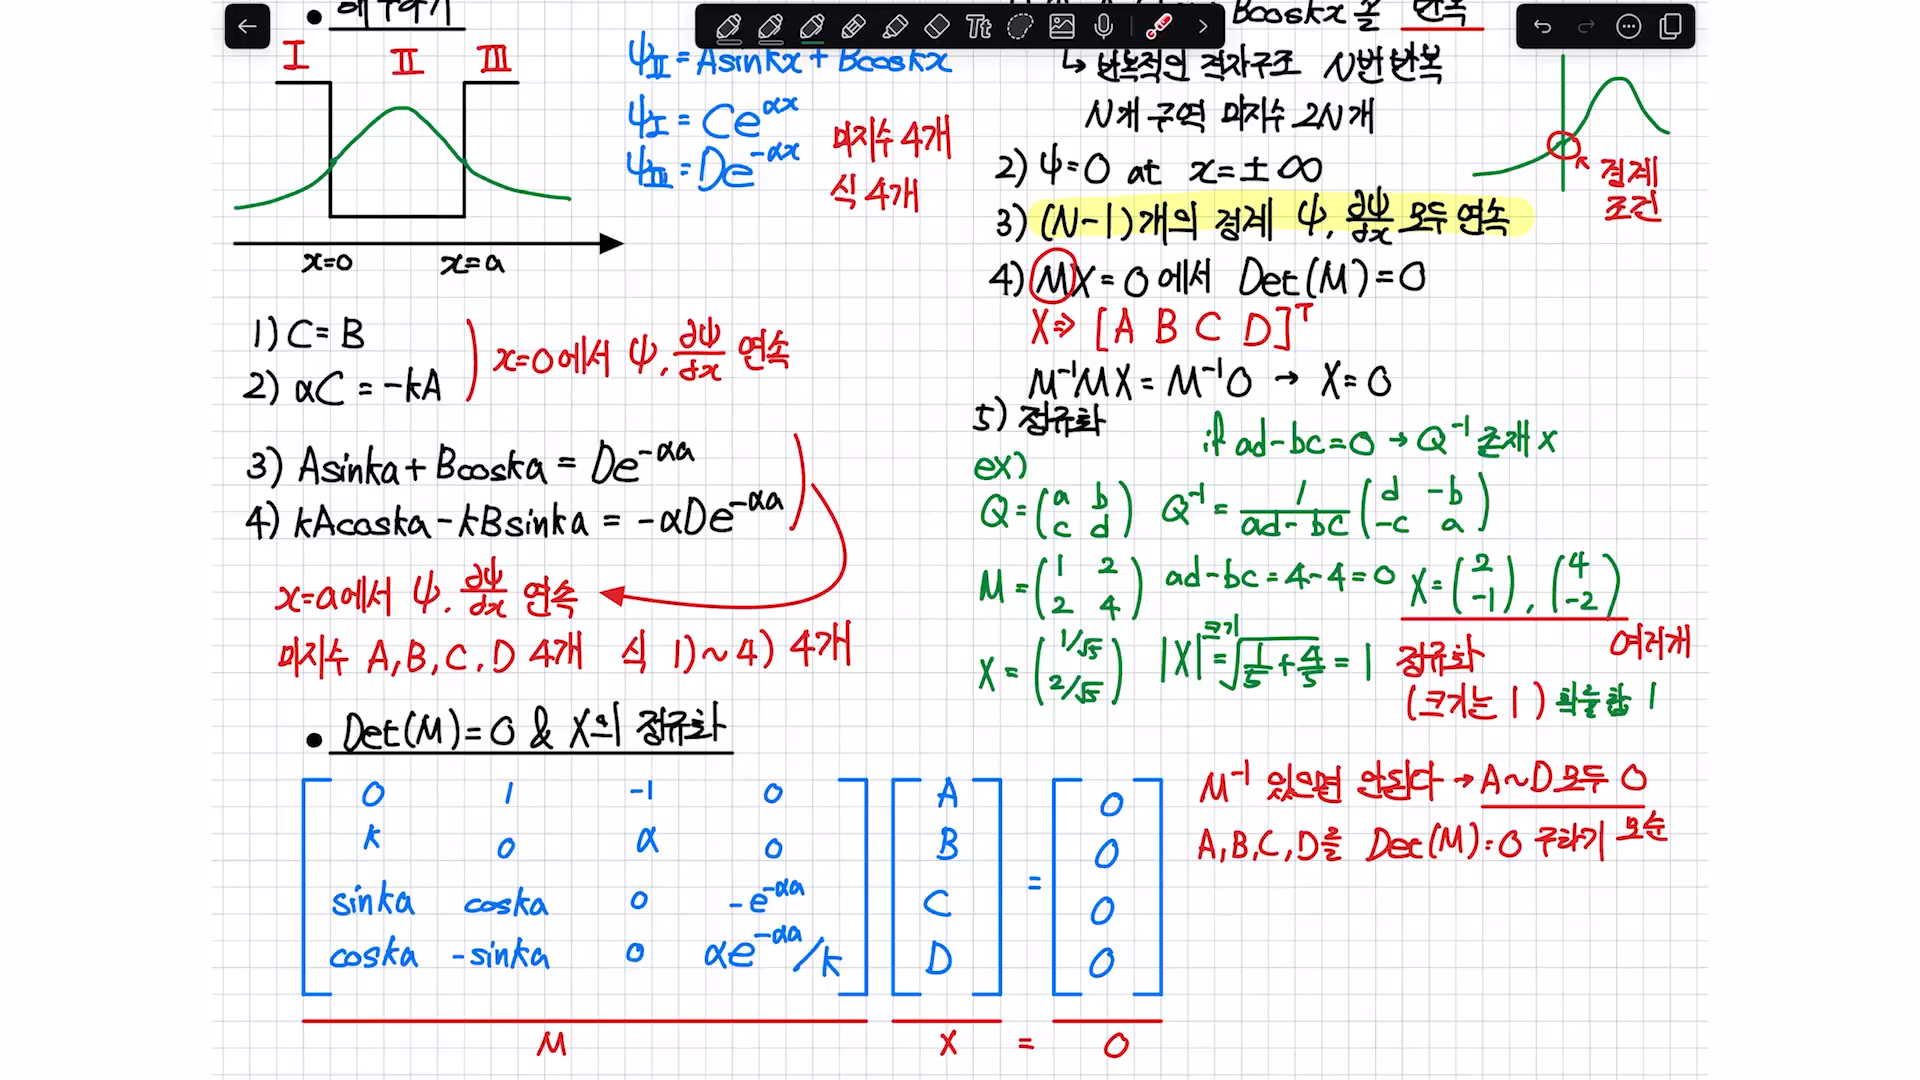 I II III
ψ_II = Asinkx + Bcoskx
ψ_I = Ce^αx
ψ_III = De^-αx
미지수 4개
식 4개
x=0 x=a
1) C = B
2) αC = -kA
x=0에서 ψ, ∂ψ/∂x 연속
3) Asinka + Bcoska = De^-αa
4) kAcoska - kBsinka = -αDe^-αa
x=a에서 ψ, ∂ψ/∂x 연속
미지수 A, B, C, D 4개 식 1)~4) 4개
• Det(M)=0 & X의 정규화
0 1 -1 0 A 0
k 0 α 0 B 0
sinka coska 0 -e^-αa C = 0
coska -sinka 0 αe^-αa/k D 0
M X = 0
Bcoskx 꼴 반복
↳ 반복적인 격자구조 N번 반복
N개 구역 미지수 2N개
2) ψ=0 at x=±∞
3) (N-1)개의 경계 ψ, ∂ψ/∂x 모두 연속
경계
조건
4) MX=0에서 Det(M)=0
X⇒ [A B C D]^T
M^-1MX = M^-1 0 → X=0
5) 정규화
if ad-bc=0 → Q^-1 존재 x
ex)
Q = (a b c d) Q^-1 = 1/(ad-bc) (d -b -c a)
M = (1 2 2 4) ad-bc=4-4=0 X=(2 -1), (4 -2)
여러개
X = (1/√5 2/√5) 크기 |X| = √(1/5 + 4/5) = 1
정규화
(크기는 1) 확률합 1
M^-1 있으면 안된다 → A~D 모두 0
모순
A, B, C, D를 Det(M)=0 구하기
Tt